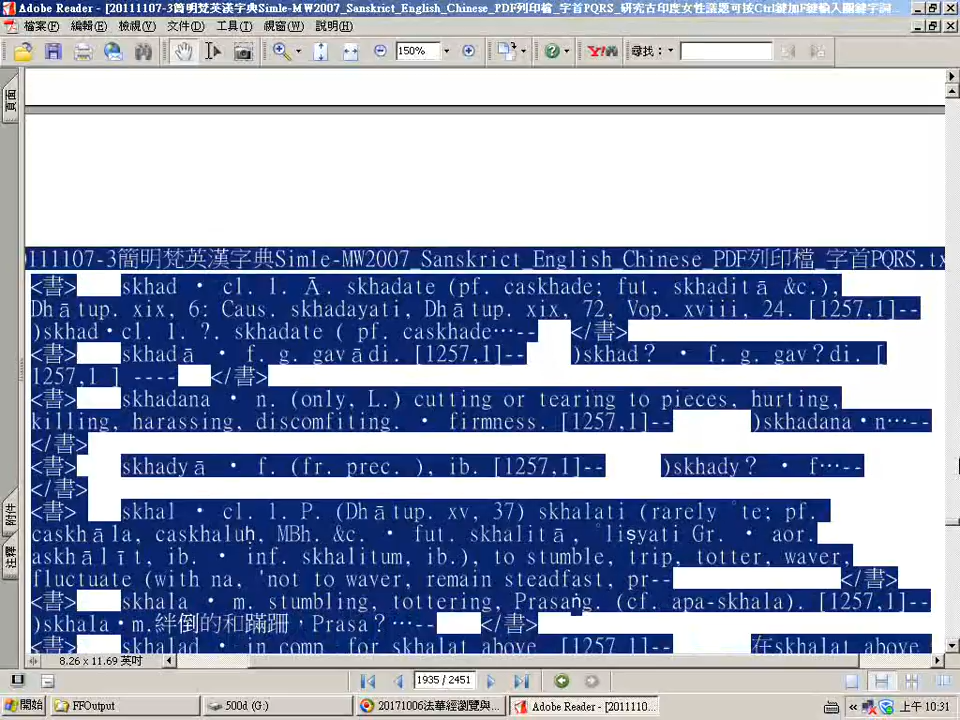 Adobe Reader - [20111107-3簡明梵英漢字典Simle-MW2007_Sanskrict_English_Chinese_PDF列印檔_字首PQRS_研究古印度女性議題可按Ctrl鍵加F鍵輸入關鍵字詞...
檔案(F) 編輯(E) 檢視(V) 文件(D) 工具(T) 視窗(W) 說明(H)
150% Y! 尋找:
頁面
111107-3簡明梵英漢字典Simle-MW2007_Sanskrict_English_Chinese_PDF列印檔_字首PQRS.tx
<書> skhad ‧ cl. 1. Ā. skhadate (pf. caskhade; fut. skhaditā &c.),
Dhātup. xix, 6: Caus. skhadayati, Dhātup. xix, 72, Vop. xviii, 24. [1257,1]--
)skhad‧cl. 1. ?. skhadate ( pf. caskhade…-- </書>
<書> skhadā ‧ f. g. gavādi. [1257,1]-- )skhad? ‧ f. g. gav?di. [
1257,1 ] ---- </書>
<書> skhadana ‧ n. (only, L.) cutting or tearing to pieces, hurting,
killing, harassing, discomfiting. ‧ firmness. [1257,1]-- )skhadana‧n…--
</書>
<書> skhadyā ‧ f. (fr. prec. ), ib. [1257,1]-- )skhady? ‧ f…--
</書>
<書> skhal ‧ cl. 1. P. (Dhātup. xv, 37) skhalati (rarely ˚te; pf.
caskhāla, caskhaluḥ, MBh. &c. ‧ fut. skhalitā, ˚liṣyati Gr. ‧ aor.
askhālīt, ib. ‧ inf. skhalitum, ib.), to stumble, trip, totter, waver,
fluctuate (with na, 'not to waver, remain steadfast, pr-- </書>
<書> skhala ‧ m. stumbling, tottering, Prasaṅg. (cf. apa-skhala). [1257,1]--
)skhala‧m.絆倒的和蹣跚,Prasa?…-- </書>
<書> skhalad ‧ in comp. for skhalat above. [1257,1]-- 在skhalat above
附件
註釋
8.26 x 11.69 英吋
1935 / 2451
開始 FFOutput 500d (G:) 20171006法華經瀏覽與... Adobe Reader - [2011110... 上午 10:31